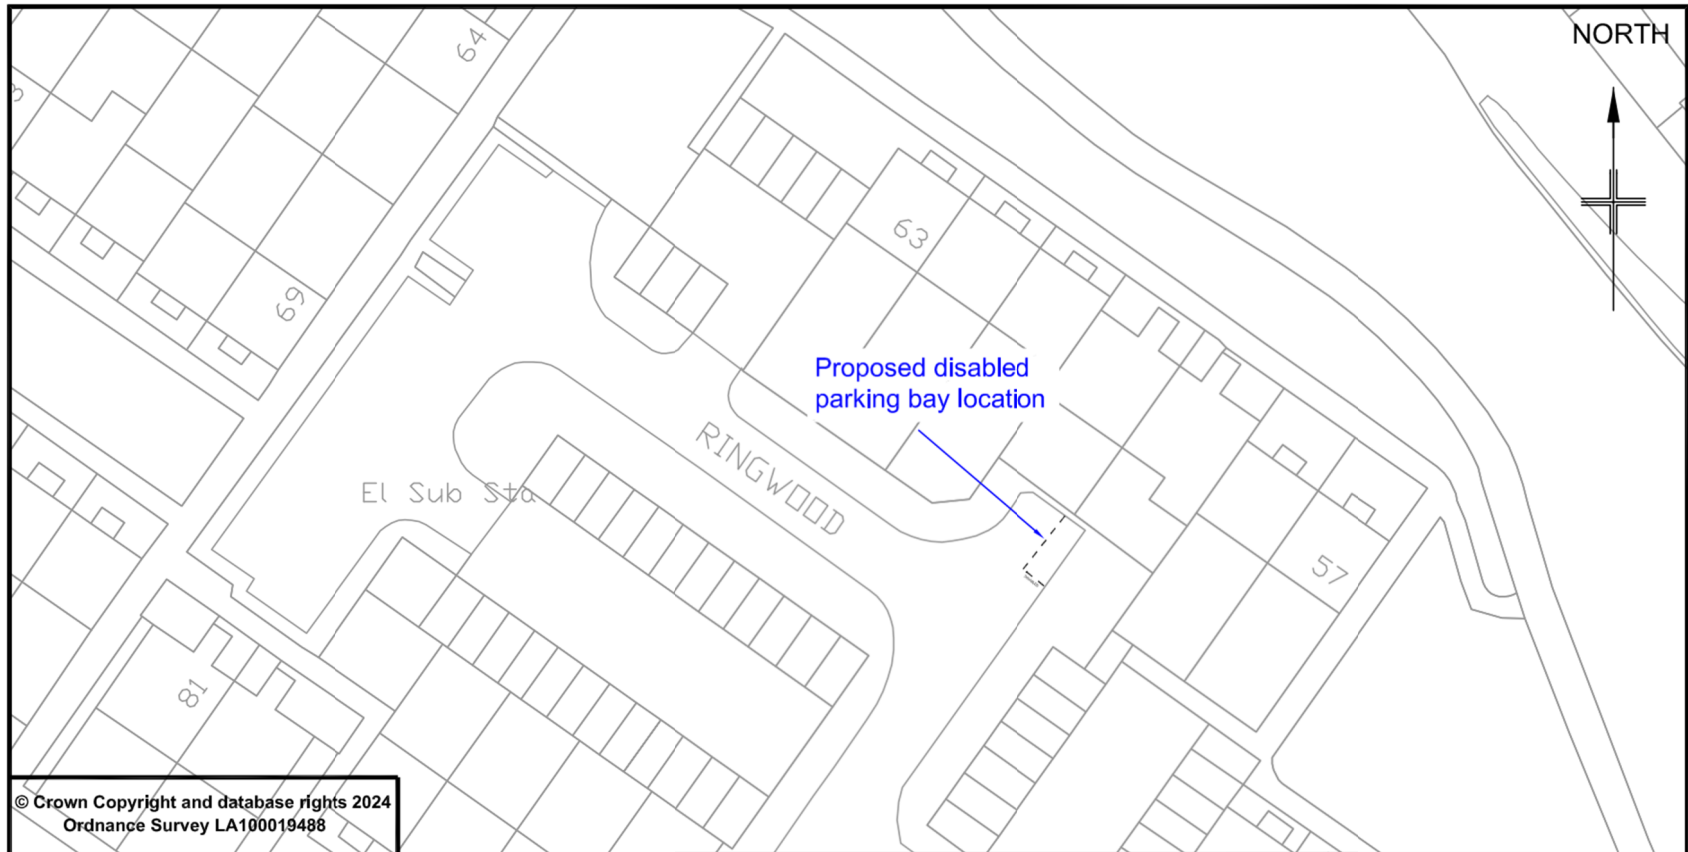 NORTH
64
63
69
Proposed disabled
parking bay location
RINGWOOD
El Sub Sta
57
81
© Crown Copyright and database rights 2024
Ordnance Survey LA100019488